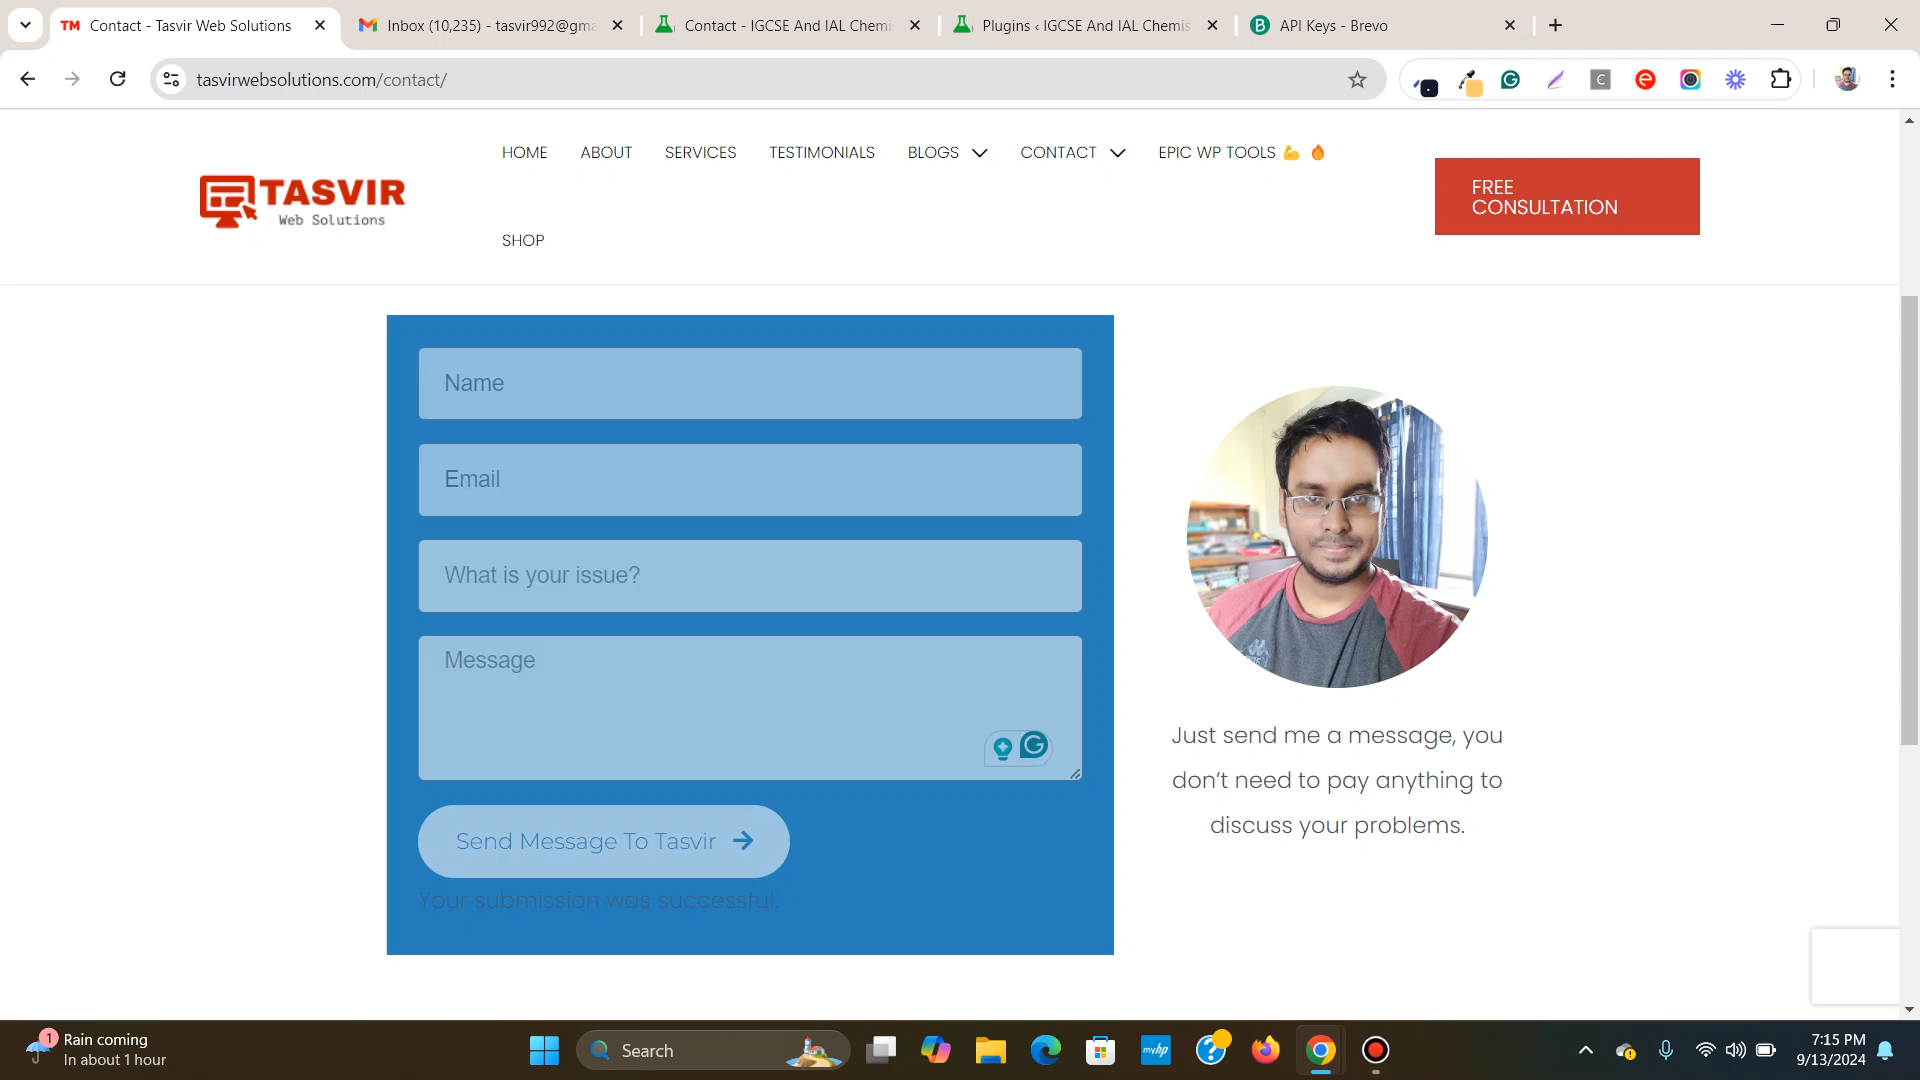 TM Contact - Tasvir Web Solutions
Inbox (10,235) - tasvir992@gma
Contact - IGCSE And IAL Chemi
Plugins ‹ IGCSE And IAL Chemis
B API Keys - Brevo
tasvirwebsolutions.com/contact/
TASVIR
Web Solutions
HOME ABOUT SERVICES TESTIMONIALS BLOGS CONTACT EPIC WP TOOLS 💪 🔥
SHOP
FREE
CONSULTATION
Name
Email
What is your issue?
Message
Send Message To Tasvir
Your submission was successful.
Just send me a message, you
don't need to pay anything to
discuss your problems.
1
Rain coming
In about 1 hour
Search
myhp
7:15 PM
9/13/2024